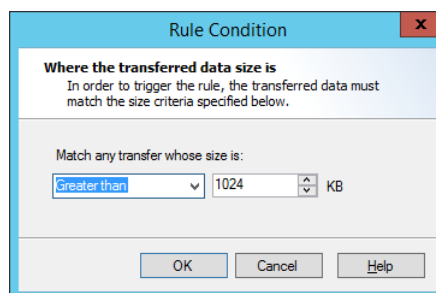 Rule Condition
x
Where the transferred data size is
In order to trigger the rule, the transferred data must
match the size criteria specified below.
Match any transfer whose size is:
Greater than 1024 KB
OK Cancel Help